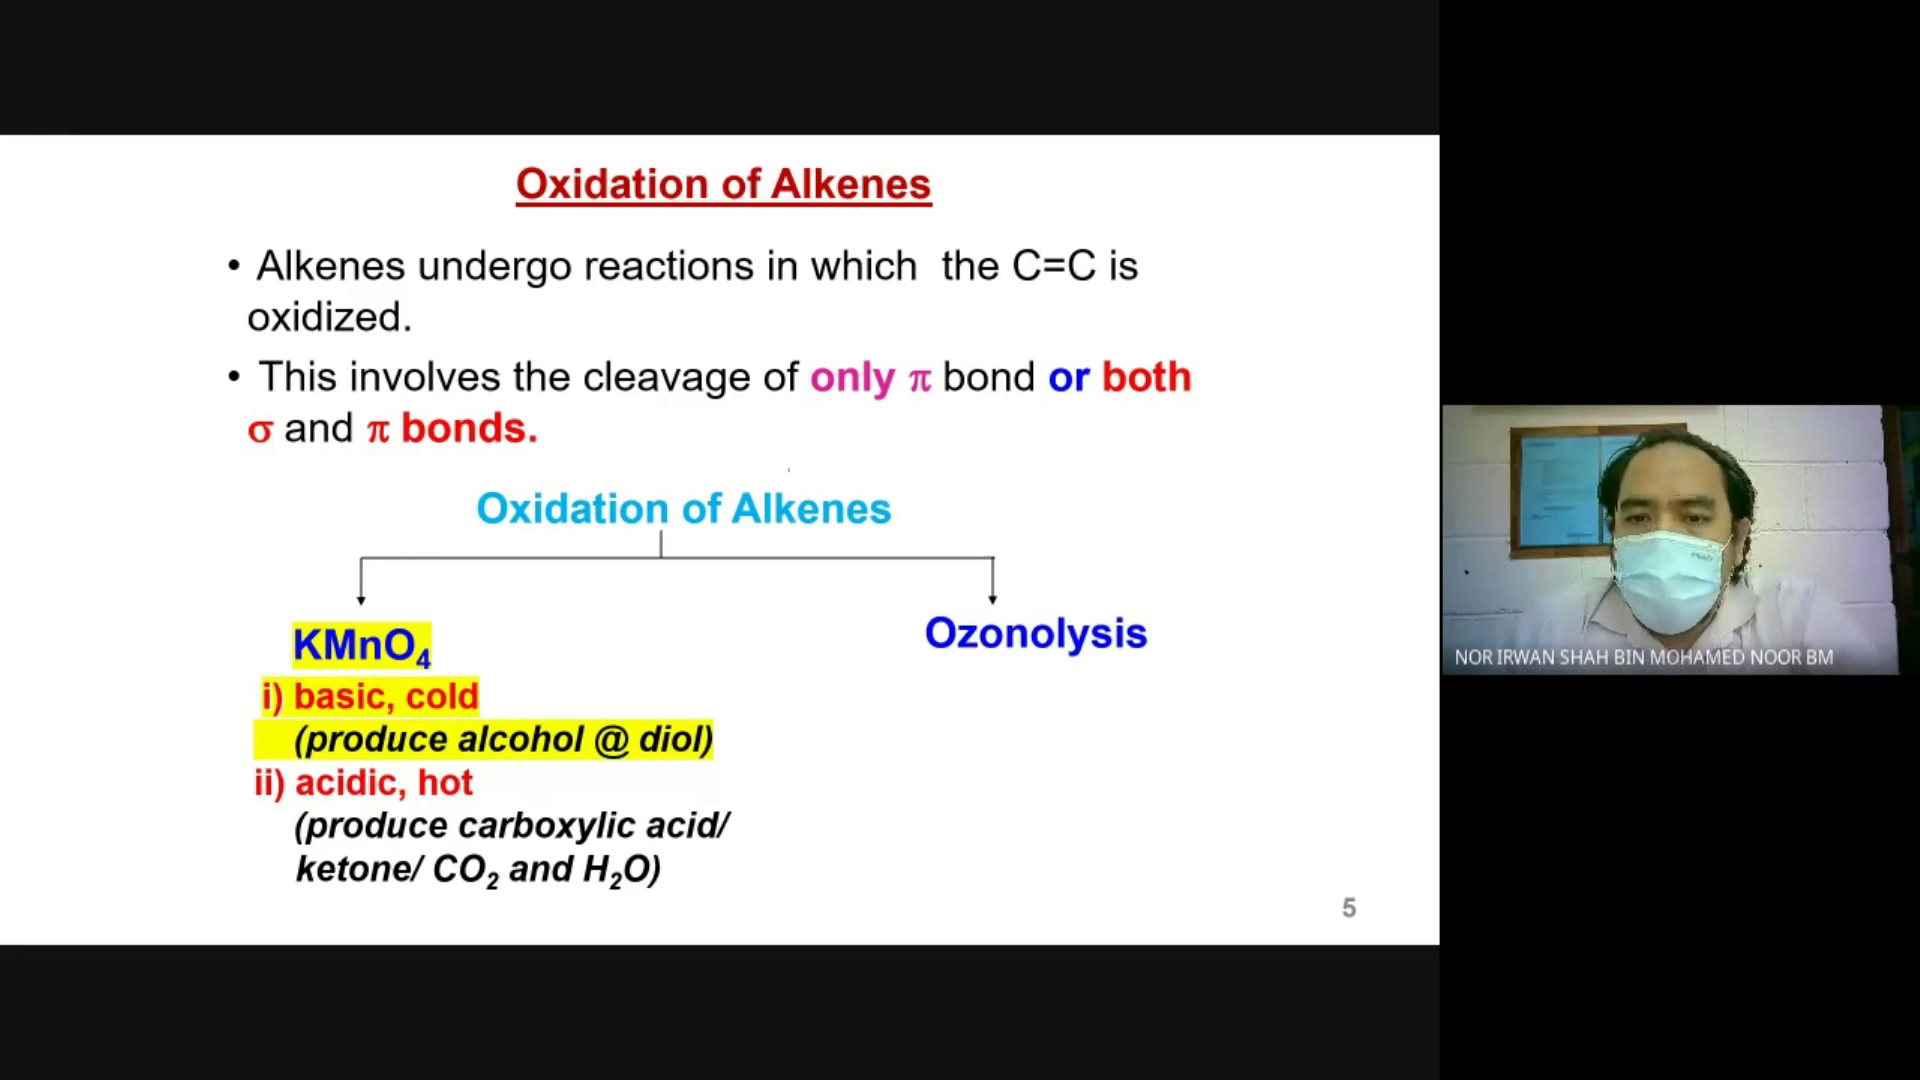 Oxidation of Alkenes
• Alkenes undergo reactions in which the C=C is
oxidized.
• This involves the cleavage of only π bond or both
σ and π bonds.
Oxidation of Alkenes
KMnO₄
Ozonolysis
i) basic, cold
(produce alcohol @ diol)
ii) acidic, hot
(produce carboxylic acid/
ketone/ CO₂ and H₂O)
5
NOR IRWAN SHAH BIN MOHAMED NOOR BM